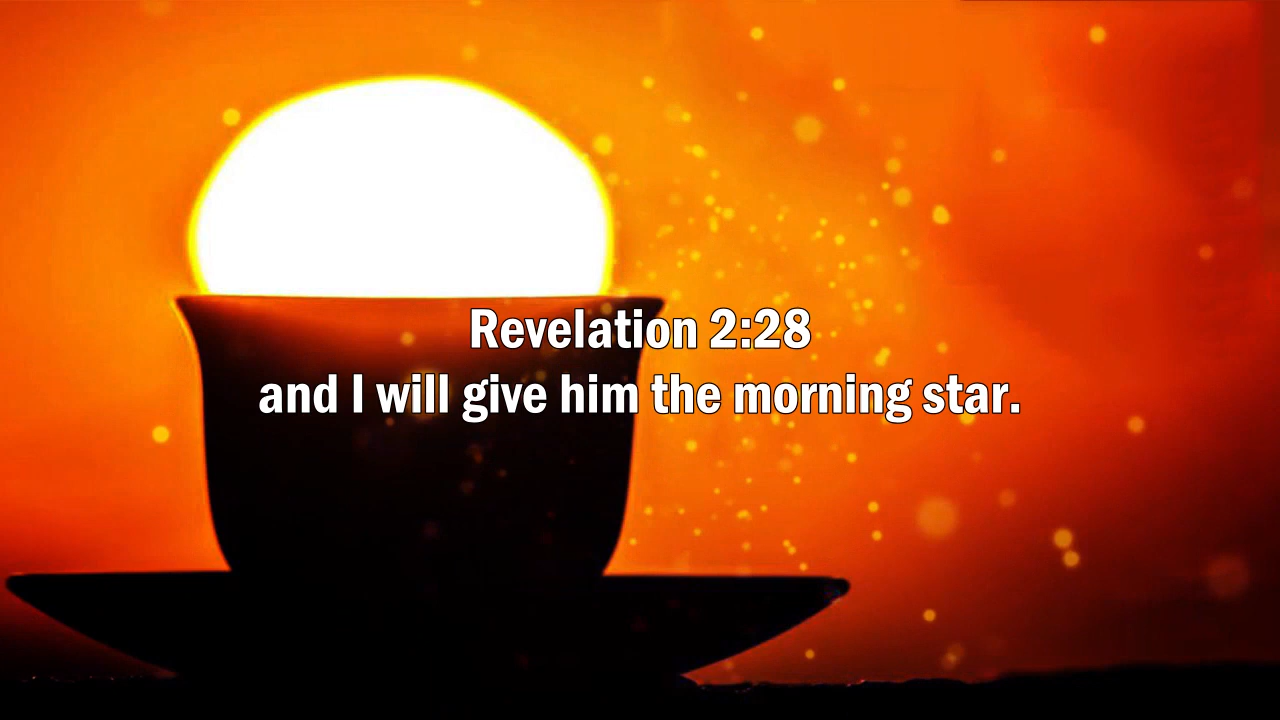 Revelation 2:28
and I will give him the morning star.